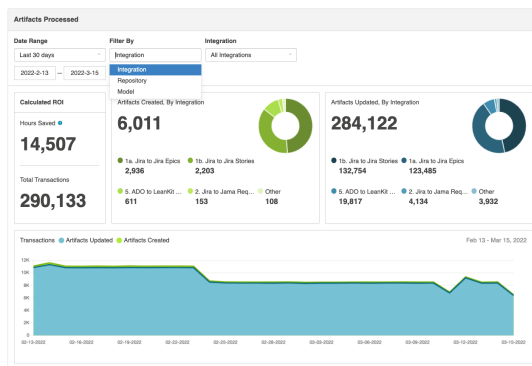 Artifacts Processed
Date Range Filter By Integration
Last 30 days Integration All Integrations
2022-2-13 — 2022-3-15
Integration
Repository
Model
Calculated ROI
Hours Saved
14,507
Total Transactions
290,133
Artifacts Created, By Integration
6,011
1a. Jira to Jira Epics 1b. Jira to Jira Stories
2,936 2,203
5. ADO to LeanKit ... 2. Jira to Jama Req... Other
611 153 108
Artifacts Updated, By Integration
284,122
1b. Jira to Jira Stories 1a. Jira to Jira Epics
132,754 123,485
5. ADO to LeanKit ... 2. Jira to Jama Req... Other
19,817 4,134 3,932
Transactions Artifacts Updated Artifacts Created Feb 13 - Mar 15, 2022
12K
10K
8K
6K
4K
2K
0
02-13-2022 02-16-2022 02-19-2022 02-22-2022 02-25-2022 02-28-2022 03-03-2022 03-06-2022 03-09-2022 03-12-2022 03-15-2022